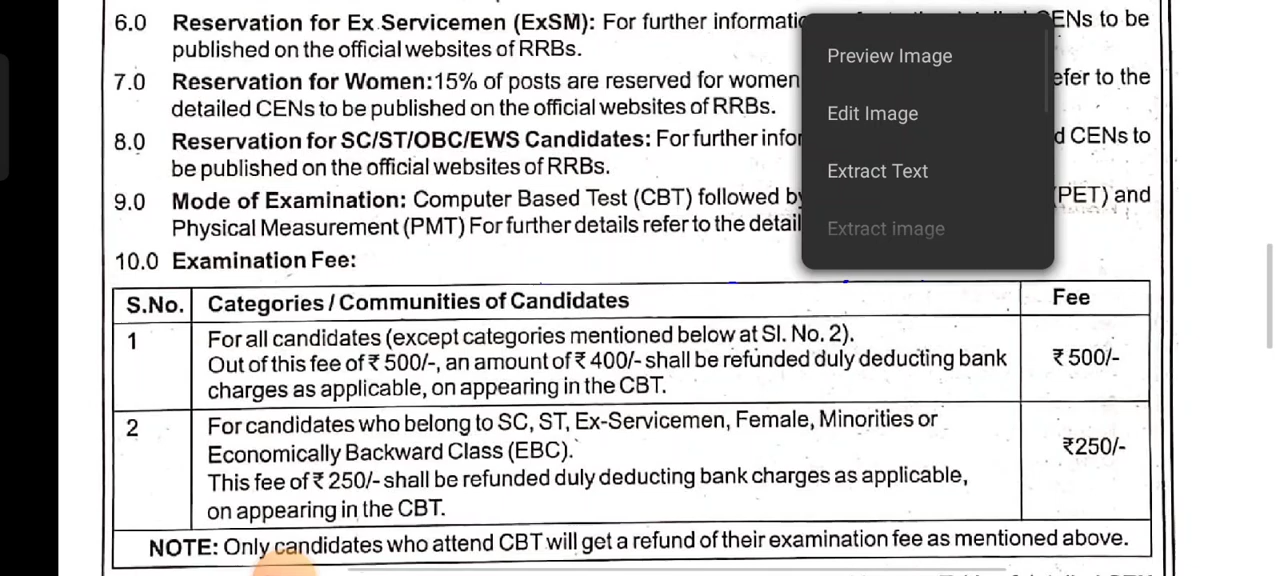 6.0 Reservation for Ex Servicemen (ExSM): For further ENs to be
published on the official websites of RRBs.
7.0 Reservation for Women:15% of posts are reserved for women efer to the
detailed CENs to be published on the official websites of RRBs.
8.0 Reservation for SC/ST/OBC/EWS Candidates: For further d CENs to
be published on the official websites of RRBs.
9.0 Mode of Examination: Computer Based Test (CBT) followed by (PET) and
Physical Measurement (PMT) For further details refer to the detail
10.0 Examination Fee:
Preview Image
Edit Image
Extract Text
Extract image
S.No. Categories / Communities of Candidates Fee
1 For all candidates (except categories mentioned below at Sl. No. 2).
Out of this fee of ₹ 500/-, an amount of ₹ 400/- shall be refunded duly deducting bank ₹ 500/-
charges as applicable, on appearing in the CBT.
2 For candidates who belong to SC, ST, Ex-Servicemen, Female, Minorities or
Economically Backward Class (EBC). ₹250/-
This fee of ₹ 250/- shall be refunded duly deducting bank charges as applicable,
on appearing in the CBT.
NOTE: Only candidates who attend CBT will get a refund of their examination fee as mentioned above.